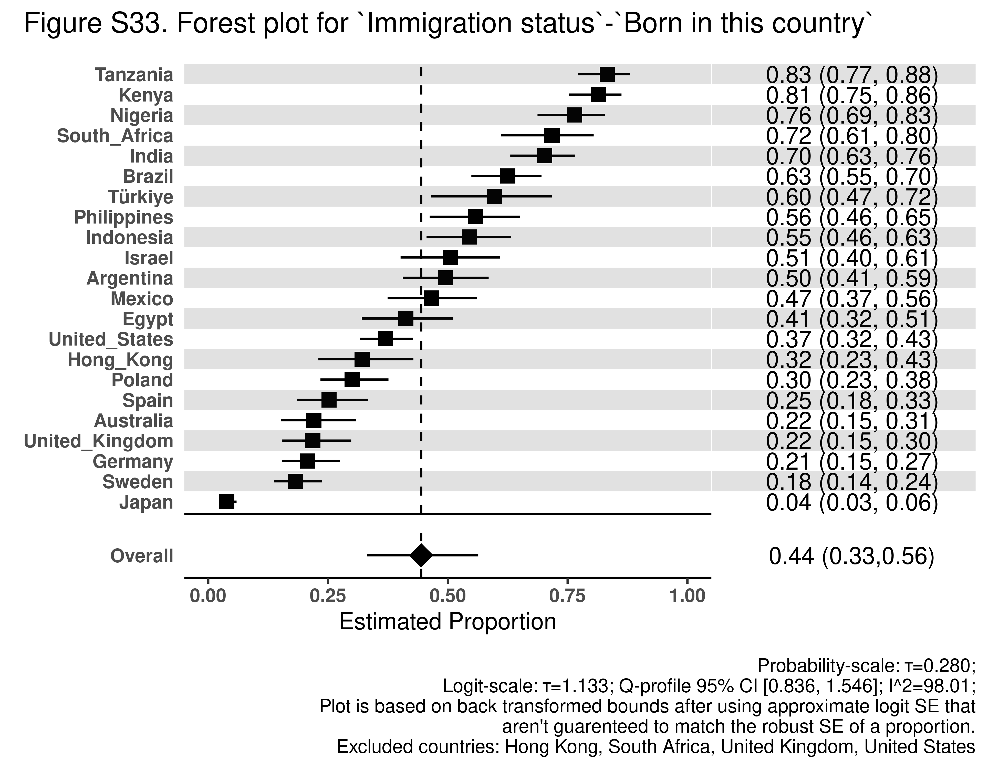 Figure S33. Forest plot for `Immigration status`-`Born in this country`
Tanzania 0.83 (0.77, 0.88)
Kenya 0.81 (0.75, 0.86)
Nigeria 0.76 (0.69, 0.83)
South_Africa 0.72 (0.61, 0.80)
India 0.70 (0.63, 0.76)
Brazil 0.63 (0.55, 0.70)
Türkiye 0.60 (0.47, 0.72)
Philippines 0.56 (0.46, 0.65)
Indonesia 0.55 (0.46, 0.63)
Israel 0.51 (0.40, 0.61)
Argentina 0.50 (0.41, 0.59)
Mexico 0.47 (0.37, 0.56)
Egypt 0.41 (0.32, 0.51)
United_States 0.37 (0.32, 0.43)
Hong_Kong 0.32 (0.23, 0.43)
Poland 0.30 (0.23, 0.38)
Spain 0.25 (0.18, 0.33)
Australia 0.22 (0.15, 0.31)
United_Kingdom 0.22 (0.15, 0.30)
Germany 0.21 (0.15, 0.27)
Sweden 0.18 (0.14, 0.24)
Japan 0.04 (0.03, 0.06)
Overall 0.44 (0.33,0.56)
0.00 0.25 0.50 0.75 1.00
Estimated Proportion
Probability-scale: τ=0.280;
Logit-scale: τ=1.133; Q-profile 95% CI [0.836, 1.546]; I^2=98.01;
Plot is based on back transformed bounds after using approximate logit SE that
aren't guarenteed to match the robust SE of a proportion.
Excluded countries: Hong Kong, South Africa, United Kingdom, United States